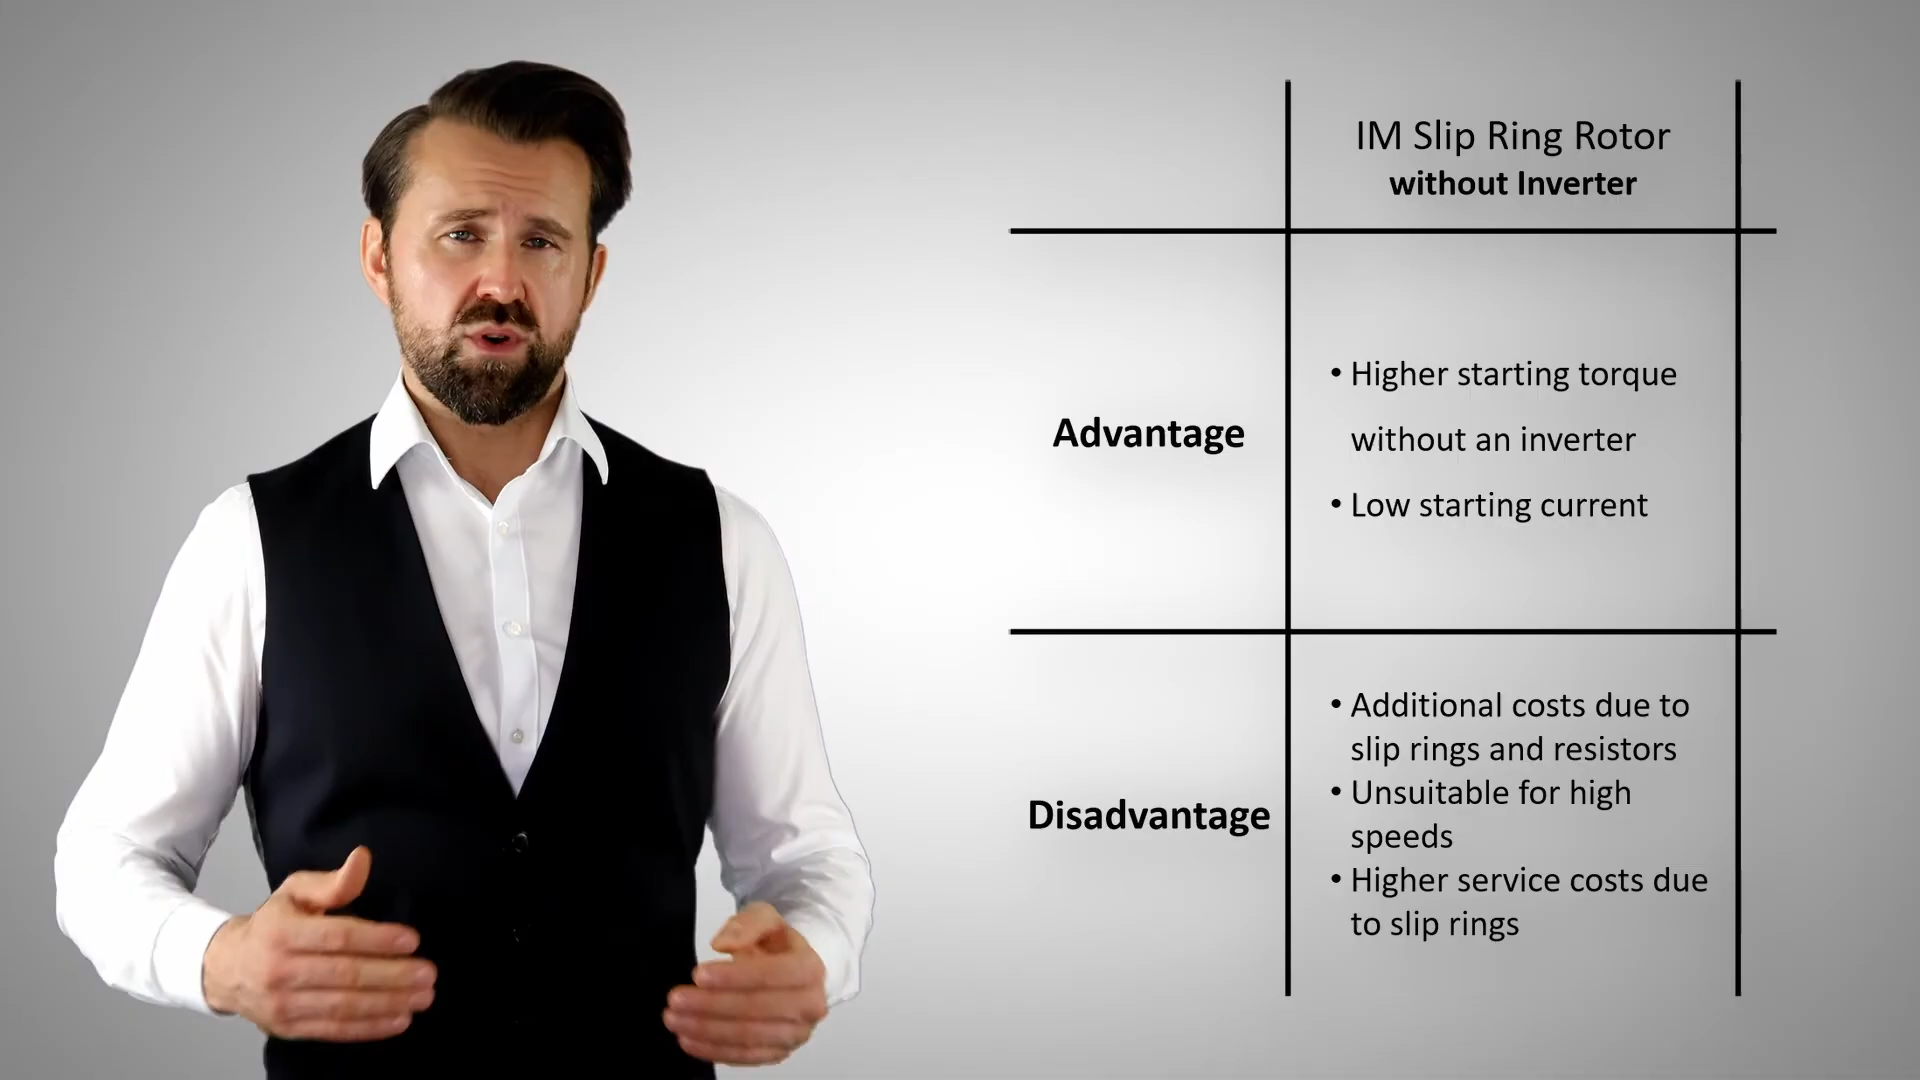 IM Slip Ring Rotor
without Inverter
Advantage
• Higher starting torque
without an inverter
• Low starting current
Disadvantage
• Additional costs due to
slip rings and resistors
• Unsuitable for high
speeds
• Higher service costs due
to slip rings